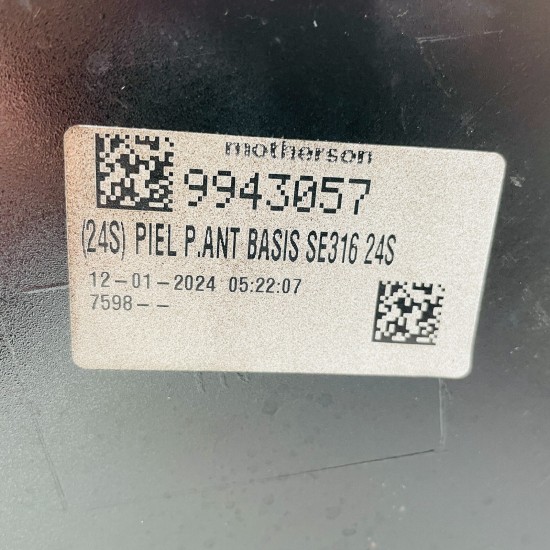 motherson
9943057
(24S) PIEL P.ANT BASIS SE316 24S
12-01-2024 05:22:07
7598--